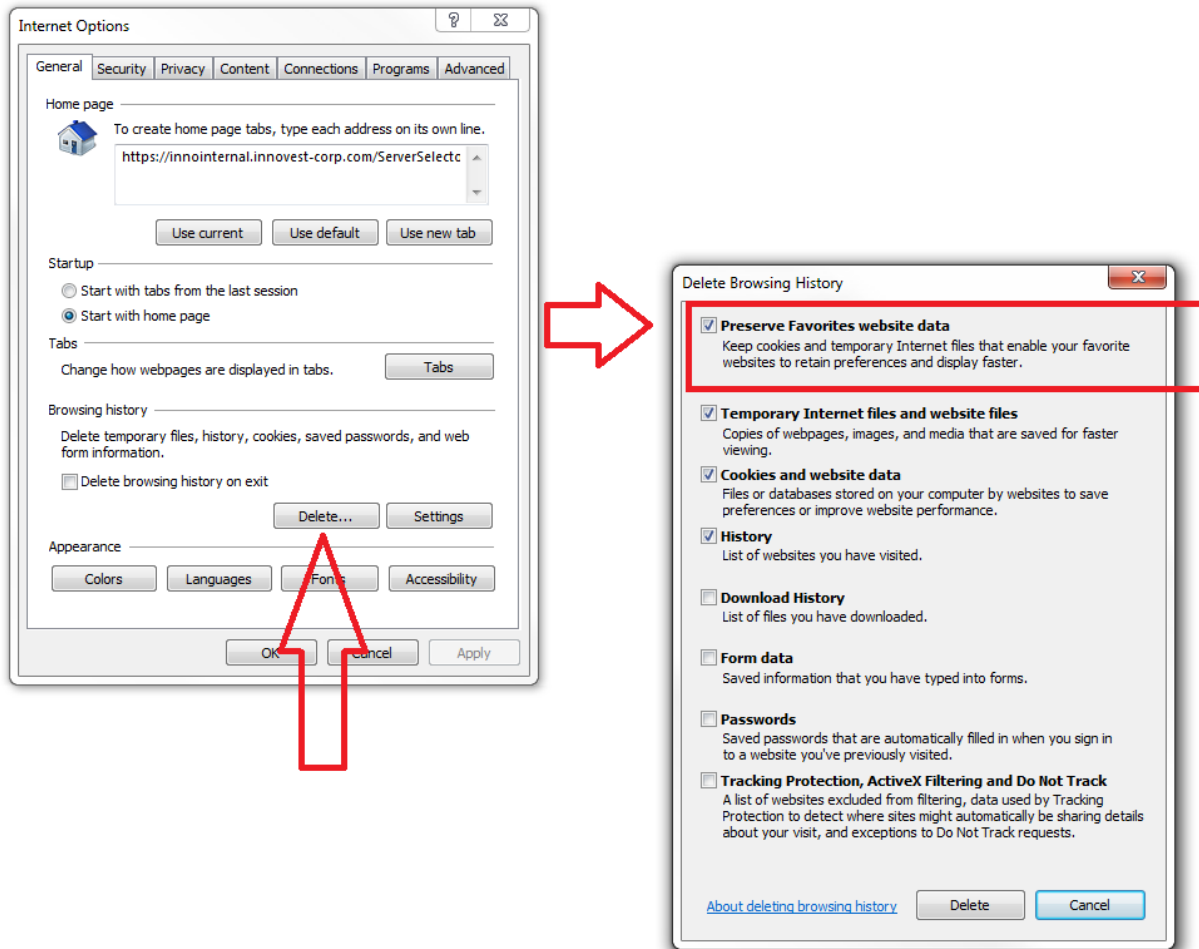 Internet Options
General Security Privacy Content Connections Programs Advanced
Home page
To create home page tabs, type each address on its own line.
https://innointernal.innovest-corp.com/ServerSelectc
Use current Use default Use new tab
Startup
Start with tabs from the last session
Start with home page
Tabs
Change how webpages are displayed in tabs. Tabs
Browsing history
Delete temporary files, history, cookies, saved passwords, and web
form information.
Delete browsing history on exit
Delete... Settings
Appearance
Colors Languages Fonts Accessibility
OK Cancel Apply
Delete Browsing History
Preserve Favorites website data
Keep cookies and temporary Internet files that enable your favorite
websites to retain preferences and display faster.
Temporary Internet files and website files
Copies of webpages, images, and media that are saved for faster
viewing.
Cookies and website data
Files or databases stored on your computer by websites to save
preferences or improve website performance.
History
List of websites you have visited.
Download History
List of files you have downloaded.
Form data
Saved information that you have typed into forms.
Passwords
Saved passwords that are automatically filled in when you sign in
to a website you've previously visited.
Tracking Protection, ActiveX Filtering and Do Not Track
A list of websites excluded from filtering, data used by Tracking
Protection to detect where sites might automatically be sharing details
about your visit, and exceptions to Do Not Track requests.
About deleting browsing history Delete Cancel